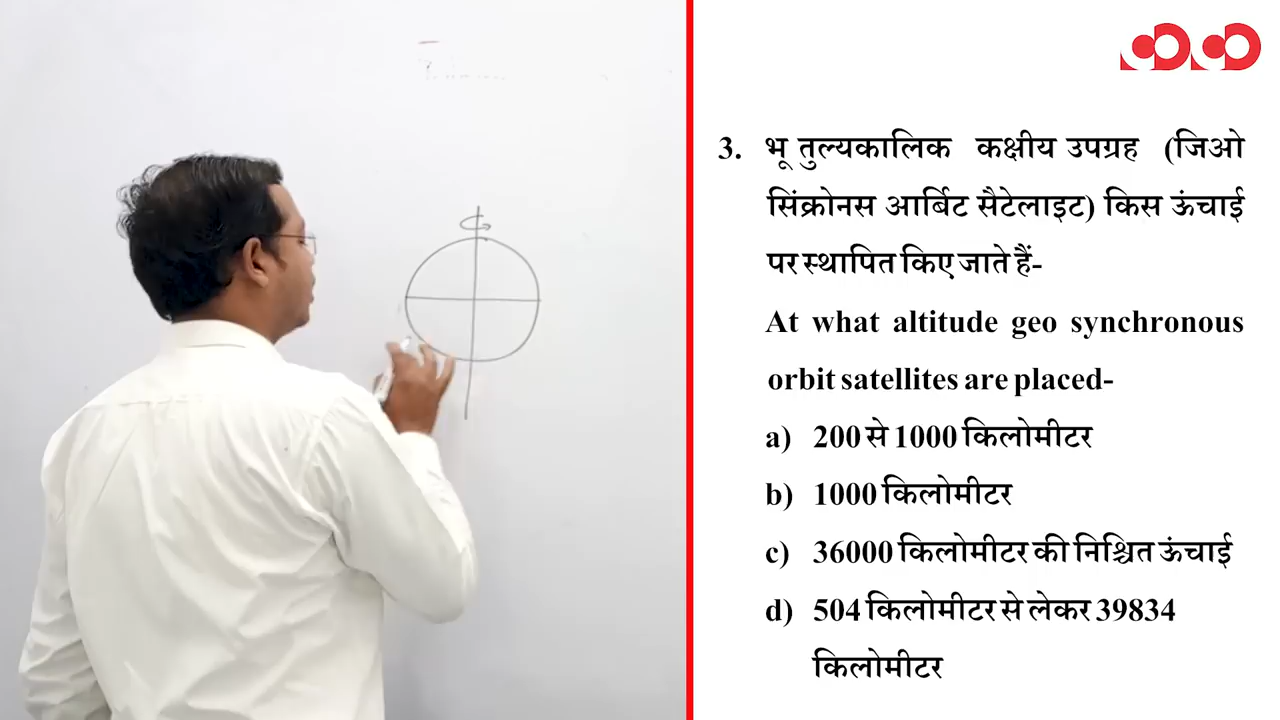 3. भू तुल्यकालिक कक्षीय उपग्रह (जिओ
सिंक्रोनस आर्बिट सैटेलाइट) किस ऊंचाई
पर स्थापित किए जाते हैं-
At what altitude geo synchronous
orbit satellites are placed-
a) 200 से 1000 किलोमीटर
b) 1000 किलोमीटर
c) 36000 किलोमीटर की निश्चित ऊंचाई
d) 504 किलोमीटर से लेकर 39834
किलोमीटर